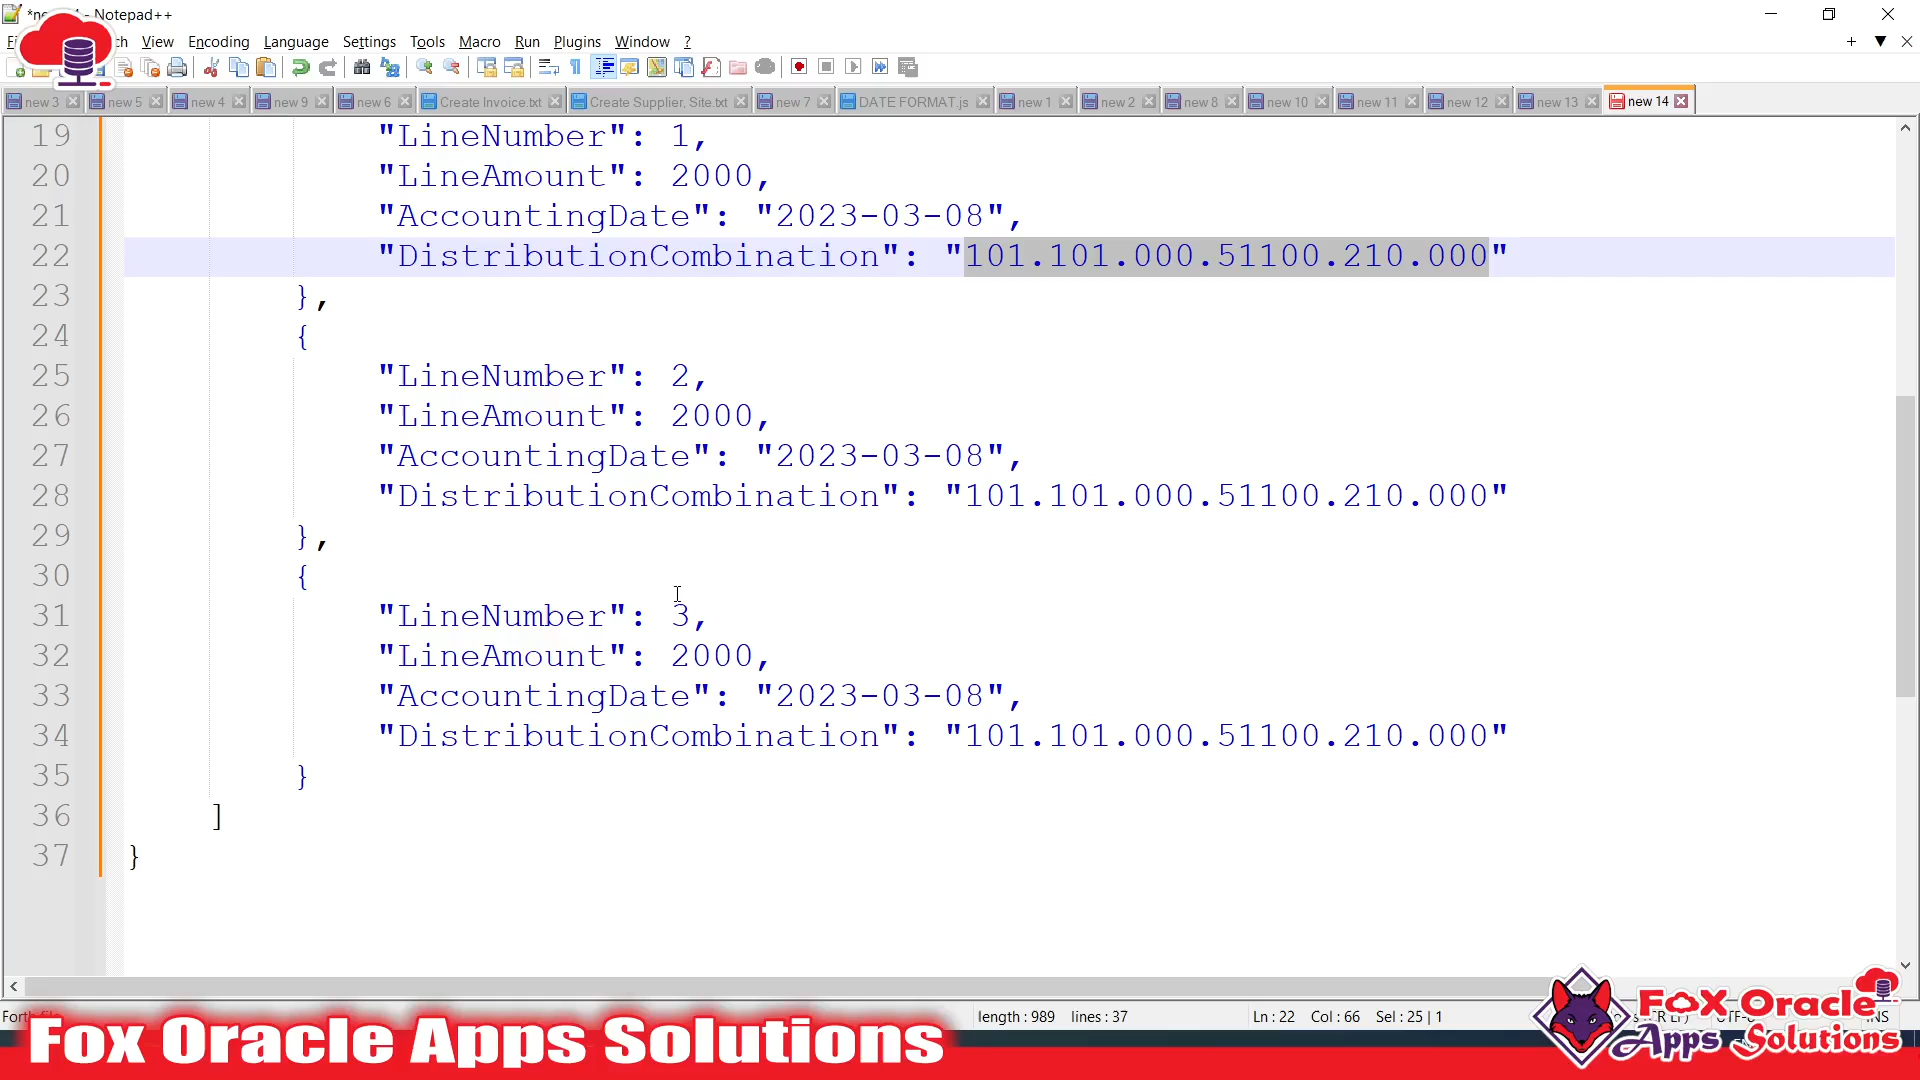 - Notepad++
View Encoding Language Settings Tools Macro Run Plugins Window ?
new 3 new 5 new 4 new 9 new 6 Create Invoice.txt Create Supplier, Site.txt new 7 DATE FORMAT.js new 1 new 2 new 8 new 10 new 11 new 12 new 13 new 14
19 "LineNumber": 1,
20 "LineAmount": 2000,
21 "AccountingDate": "2023-03-08",
22 "DistributionCombination": "101.101.000.51100.210.000"
23 },
24 {
25 "LineNumber": 2,
26 "LineAmount": 2000,
27 "AccountingDate": "2023-03-08",
28 "DistributionCombination": "101.101.000.51100.210.000"
29 },
30 {
31 "LineNumber": 3,
32 "LineAmount": 2000,
33 "AccountingDate": "2023-03-08",
34 "DistributionCombination": "101.101.000.51100.210.000"
35 }
36 ]
37 }
length : 989 lines : 37 Ln : 22 Col : 66 Sel : 25 | 1 INS
Fox Oracle Apps Solutions
Fox Oracle
Apps Solutions